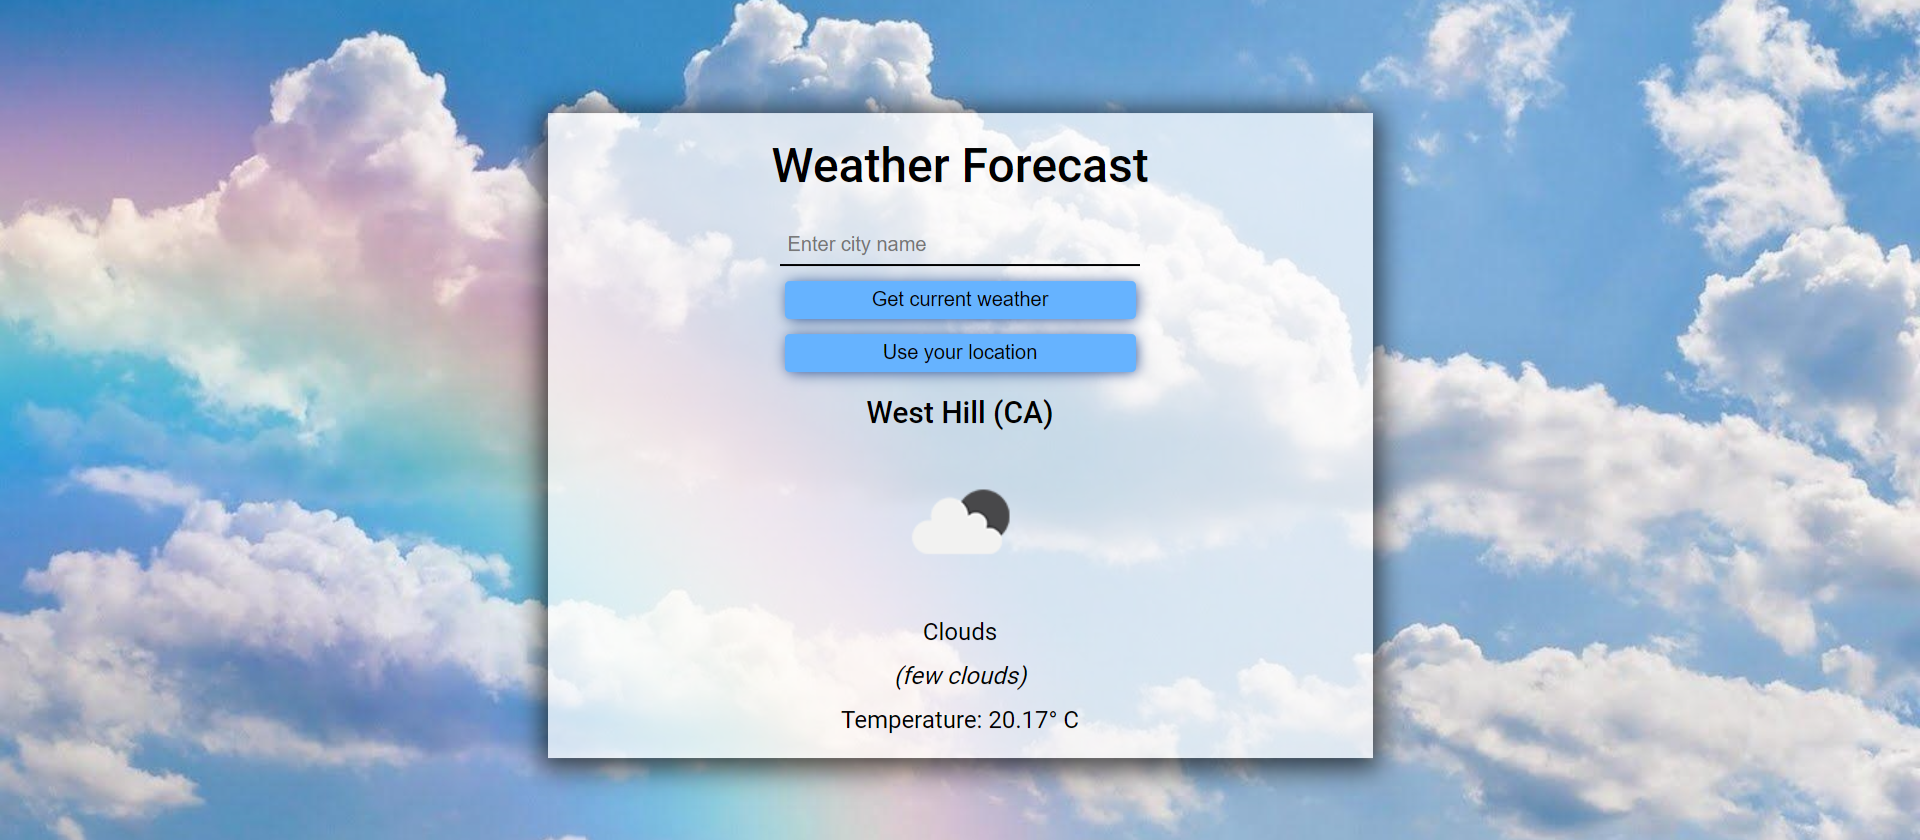 Weather Forecast
Enter city name
Get current weather
Use your location
West Hill (CA)
Clouds
(few clouds)
Temperature: 20.17° C